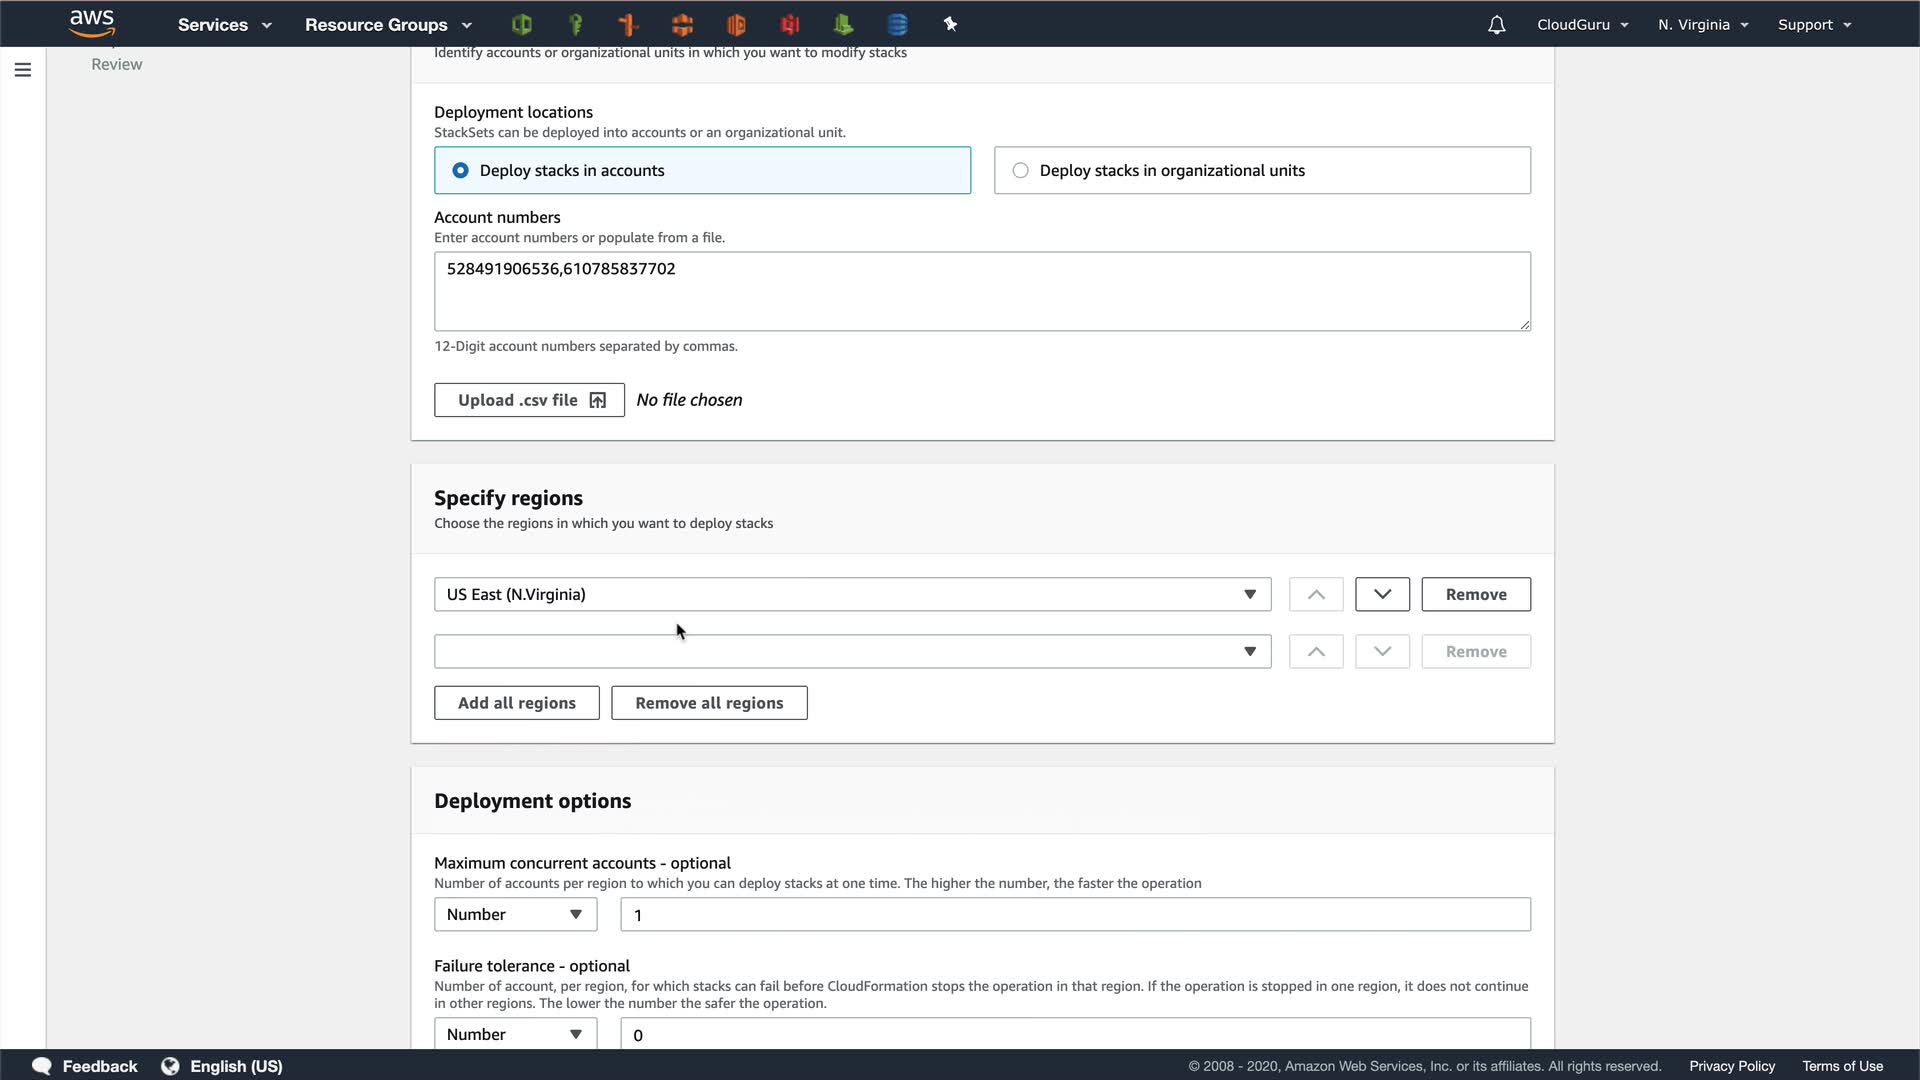 aws
Services
Resource Groups
CloudGuru
N. Virginia
Support
Identify accounts or organizational units in which you want to modify stacks
Review
Deployment locations
StackSets can be deployed into accounts or an organizational unit.
Deploy stacks in accounts
Deploy stacks in organizational units
Account numbers
Enter account numbers or populate from a file.
528491906536,610785837702
12-Digit account numbers separated by commas.
Upload .csv file
No file chosen
Specify regions
Choose the regions in which you want to deploy stacks
US East (N.Virginia)
Remove
Remove
Add all regions
Remove all regions
Deployment options
Maximum concurrent accounts - optional
Number of accounts per region to which you can deploy stacks at one time. The higher the number, the faster the operation
Number
1
Failure tolerance - optional
Number of account, per region, for which stacks can fail before CloudFormation stops the operation in that region. If the operation is stopped in one region, it does not continue
in other regions. The lower the number the safer the operation.
Number
0
Feedback
English (US)
© 2008 - 2020, Amazon Web Services, Inc. or its affiliates. All rights reserved.
Privacy Policy
Terms of Use